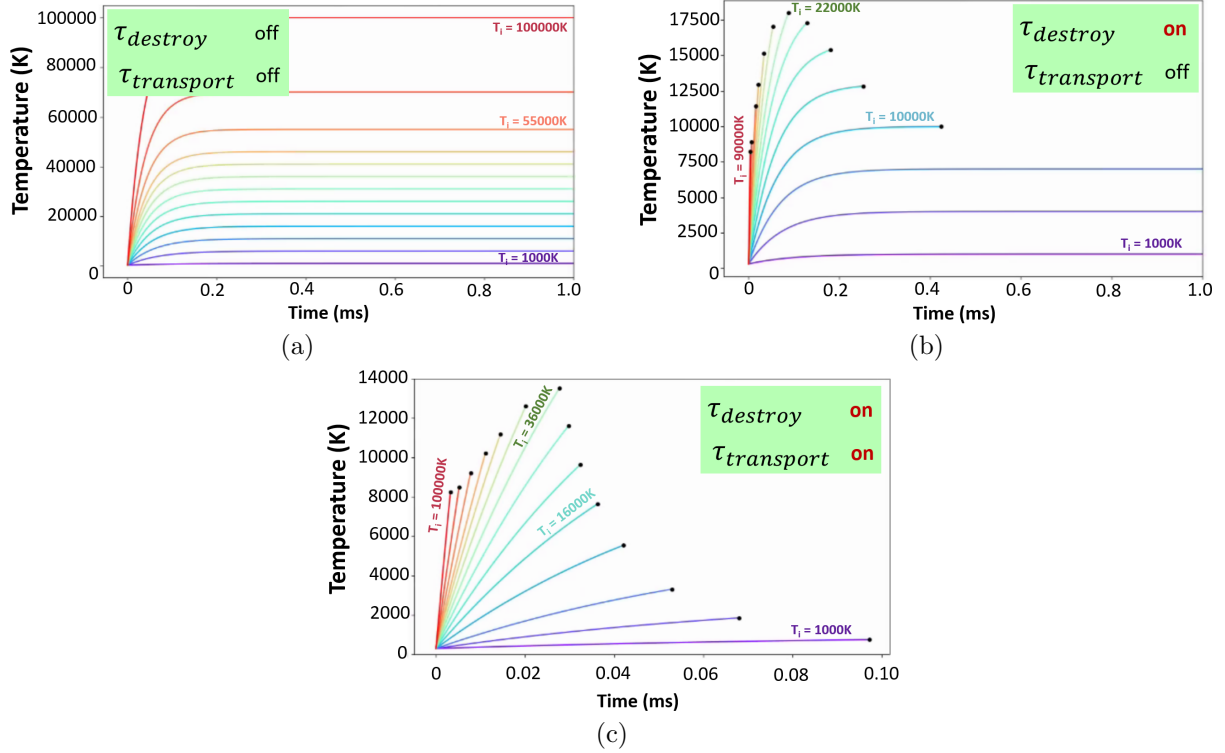 100000
80000
60000
40000
20000
0
Temperature (K)
τdestroy off
τtransport off
Ti = 100000K
Ti = 55000K
Ti = 1000K
0 0.2 0.4 0.6 0.8 1.0
Time (ms)
(a)
17500
15000
12500
10000
7500
5000
2500
0
Temperature (K)
Ti = 22000K
τdestroy on
τtransport off
Ti = 90000K
Ti = 10000K
Ti = 1000K
0 0.2 0.4 0.6 0.8 1.0
Time (ms)
(b)
14000
12000
10000
8000
6000
4000
2000
0
Temperature (K)
τdestroy on
τtransport on
Ti = 36000K
Ti = 100000K
Ti = 16000K
Ti = 1000K
0 0.02 0.04 0.06 0.08 0.10
Time (ms)
(c)